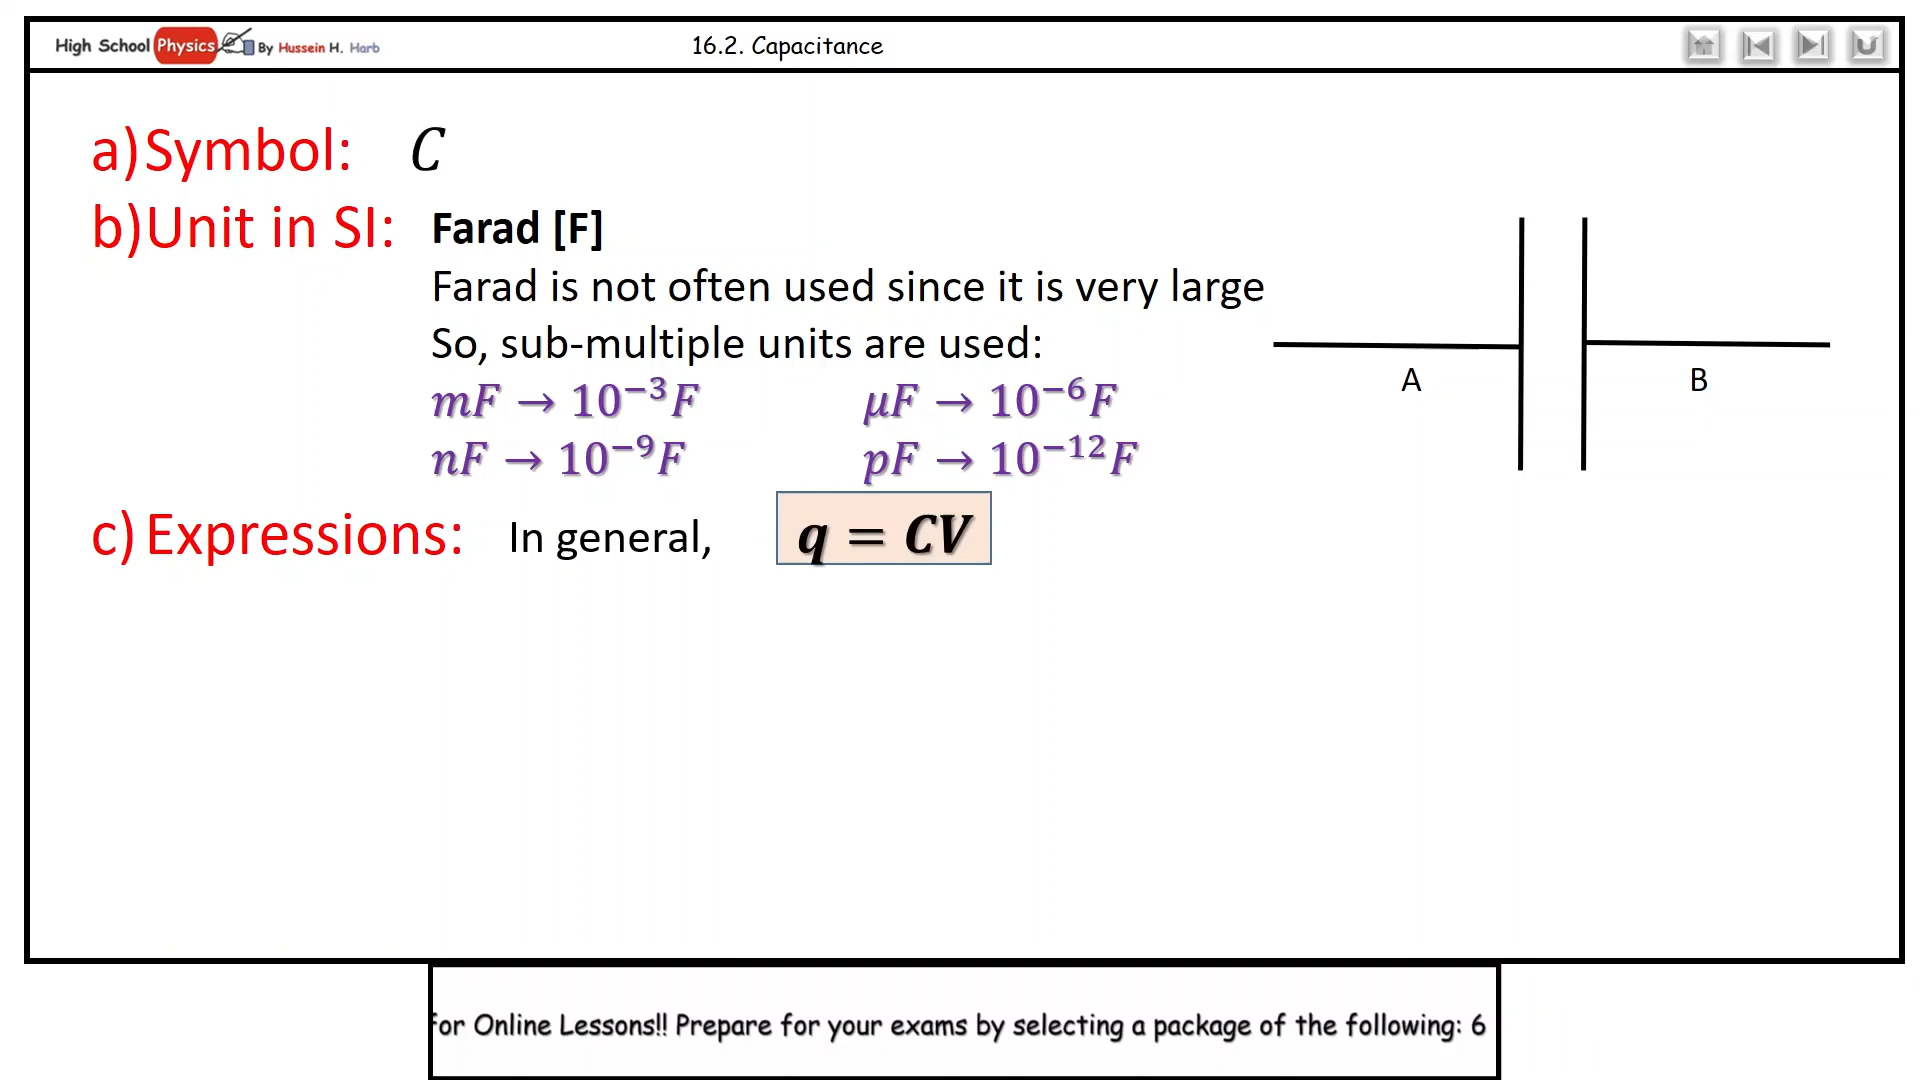 High School Physics By Hussein H. Harb
16.2. Capacitance
a) Symbol: C
b) Unit in SI: Farad [F]
Farad is not often used since it is very large
So, sub-multiple units are used:
mF → 10⁻³F μF → 10⁻⁶F
nF → 10⁻⁹F pF → 10⁻¹²F
A B
c) Expressions: In general, q = CV
for Online Lessons!! Prepare for your exams by selecting a package of the following: 6